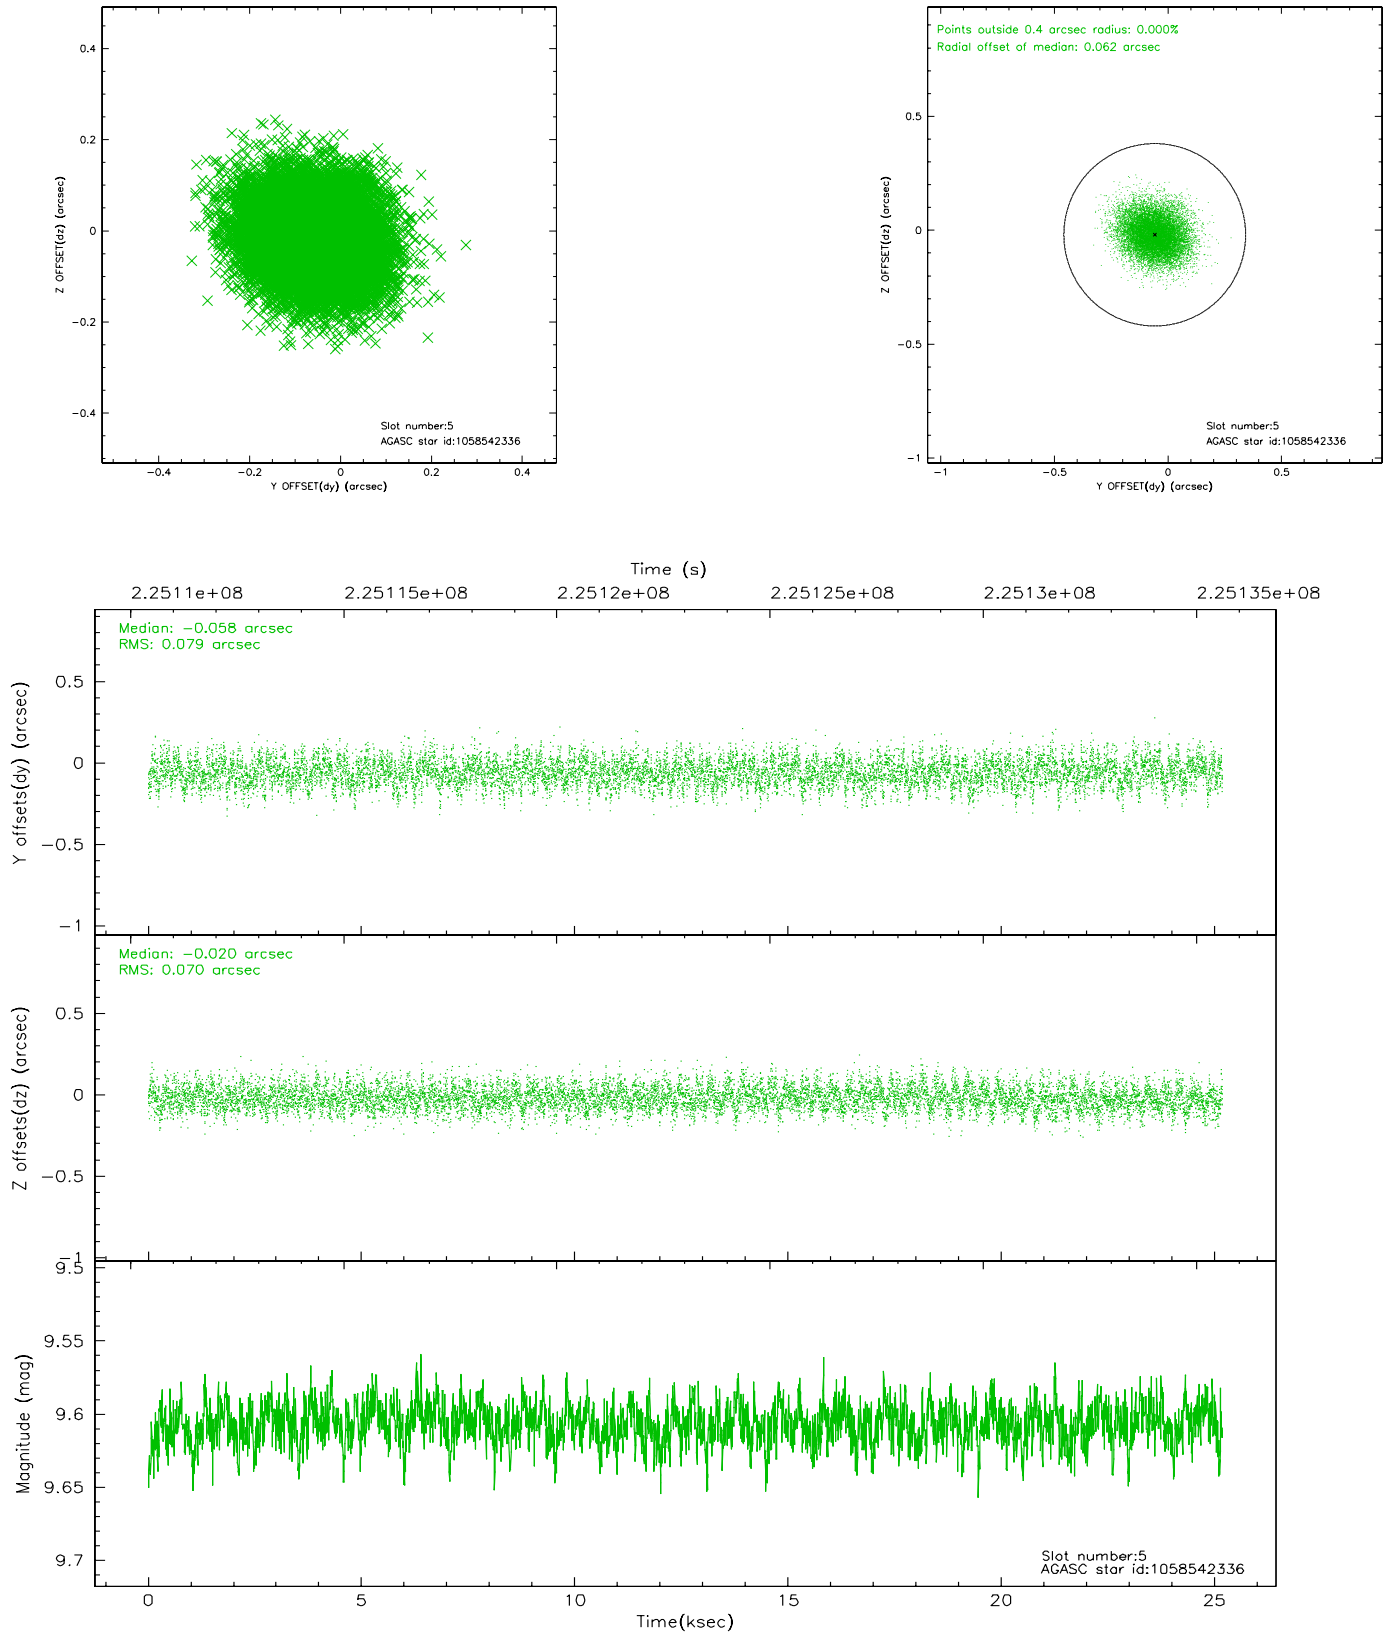 0.4
0.2
0
-0.2
-0.4
Z OFFSET(dz) (arcsec)
Slot number:5
AGASC star id:1058542336
-0.4 -0.2 0 0.2 0.4
Y OFFSET(dy) (arcsec)
Points outside 0.4 arcsec radius: 0.000%
Radial offset of median: 0.062 arcsec
0.5
0
-0.5
-1
Z OFFSET(dz) (arcsec)
Slot number:5
AGASC star id:1058542336
-1 -0.5 0 0.5
Y OFFSET(dy) (arcsec)
Time (s)
2.2511e+08 2.25115e+08 2.2512e+08 2.25125e+08 2.2513e+08 2.25135e+08
Median: -0.058 arcsec
RMS: 0.079 arcsec
0.5
0
-0.5
-1
Y offsets(dy) (arcsec)
Median: -0.020 arcsec
RMS: 0.070 arcsec
0.5
0
-0.5
-1
Z offsets(dz) (arcsec)
9.5
9.55
9.6
9.65
9.7
Magnitude (mag)
Slot number:5
AGASC star id:1058542336
0 5 10 15 20 25
Time(ksec)